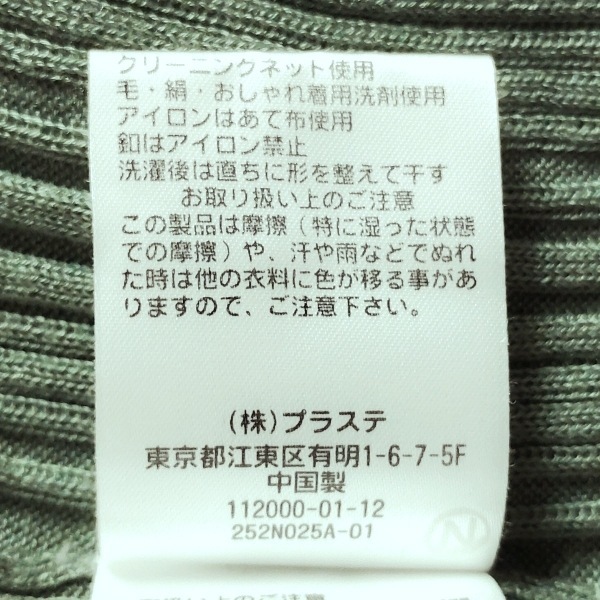 クリーニングネット使用
毛・絹・おしゃれ着用洗剤使用
アイロンはあて布使用
釦はアイロン禁止
洗濯後は直ちに形を整えて干す
お取り扱い上のご注意
この製品は摩擦(特に湿った状態
での摩擦)や、汗や雨などでぬれ
た時は他の衣料に色が移る事があ
りますので、ご注意下さい。
(株)プラステ
東京都江東区有明1-6-7-5F
中国製
112000-01-12
252N025A-01
N
扱い上のご注意